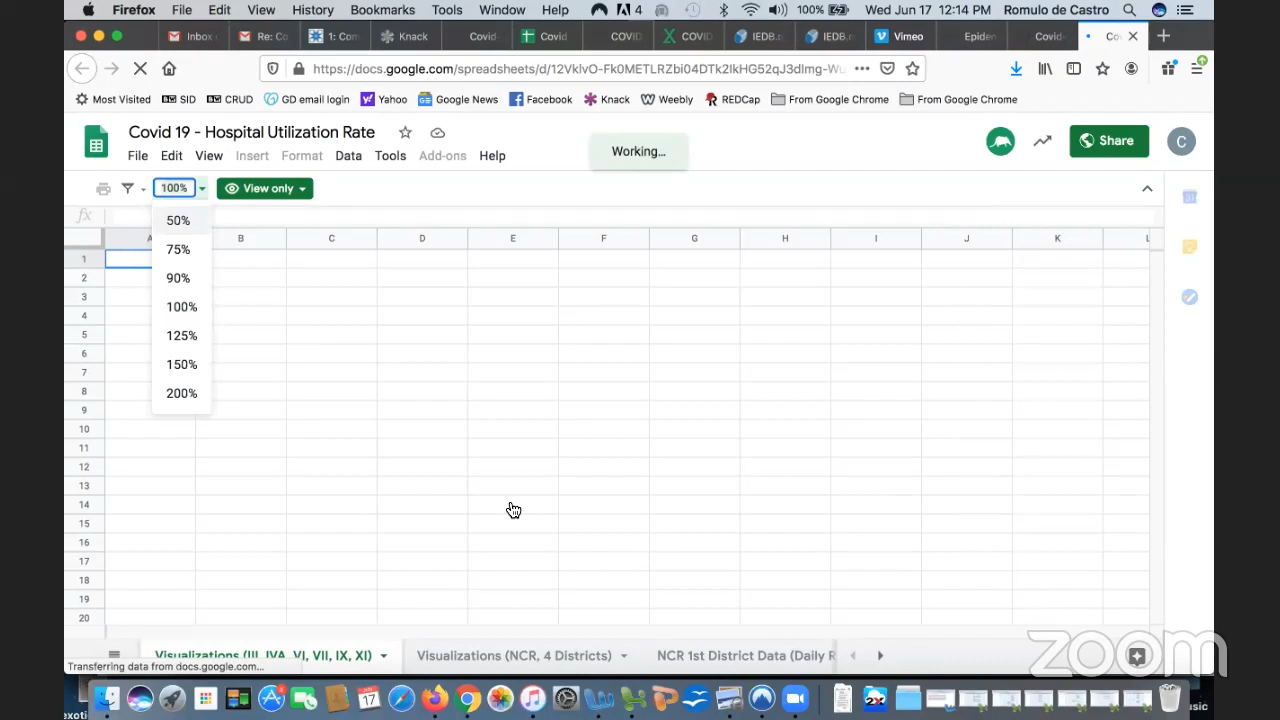 Firefox File Edit View History Bookmarks Tools Window Help 4 100% Wed Jun 17 12:14 PM Romulo de Castro
Inbox Re: Co 1: Com Knack Covid- Covid COVID COVID IEDB.r IEDB.r Vimeo Epiden Covid- Co
https://docs.google.com/spreadsheets/d/12VklvO-Fk0METLRZbi04DTk2lkHG52qJ3dlmg-Wu
Most Visited SID CRUD GD email login Yahoo Google News Facebook Knack Weebly REDCap From Google Chrome From Google Chrome
Covid 19 - Hospital Utilization Rate
Working...
Share
C
File Edit View Insert Format Data Tools Add-ons Help
100% View only
fx
A B C D E F G H I J K L
50%
75%
90%
100%
125%
150%
200%
1
2
3
4
5
6
7
8
9
10
11
12
13
14
15
16
17
18
19
20
Visualizations (III, IVA, VI, VII, IX, XI) Visualizations (NCR, 4 Districts) NCR 1st District Data (Daily R
Transferring data from docs.google.com...
zoom
17
2X
exotic
usic